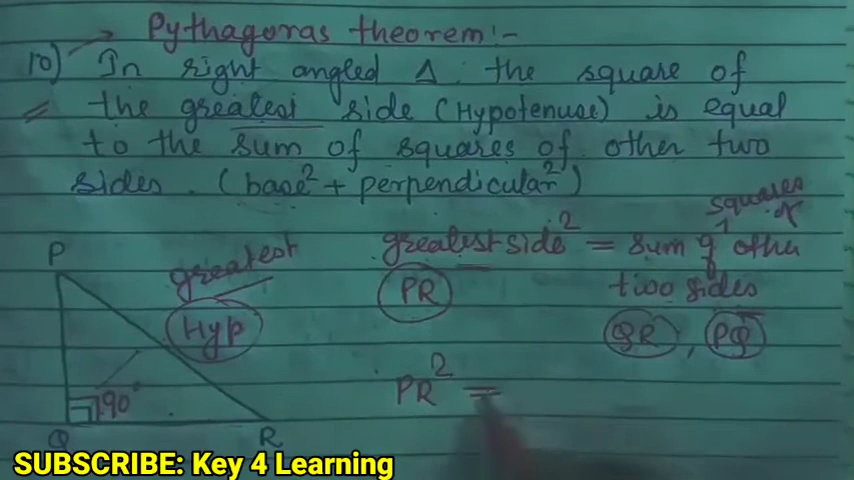 Pythagoras theorem:-
10) In right angled Δ the square of
the greatest side (Hypotenuse) is equal
to the sum of squares of other two
sides. (base² + perpendicular²)
squares of
greatest side² = sum of other
two sides
P
greatest
Hyp
PR
QR, PQ
PR² =
90°
Q R
SUBSCRIBE: Key 4 Learning